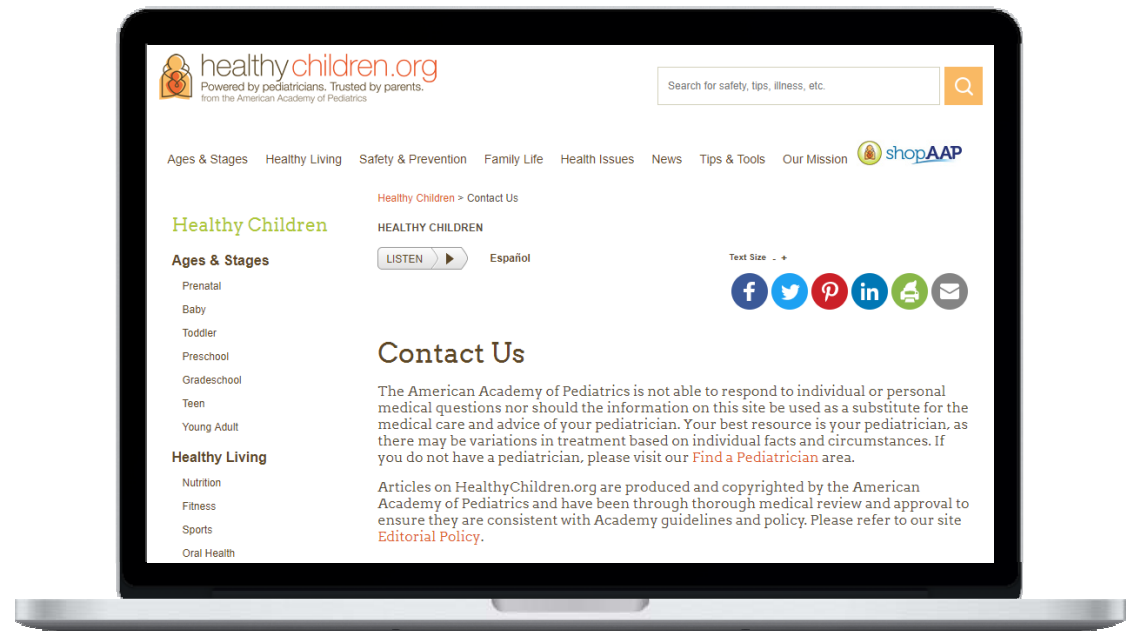 healthy children.org
Powered by pediatricians. Trusted by parents.
from the American Academy of Pediatrics
Search for safety, tips, illness, etc.
Ages & Stages Healthy Living Safety & Prevention Family Life Health Issues News Tips & Tools Our Mission shopAAP
Healthy Children > Contact Us
Healthy Children
HEALTHY CHILDREN
LISTEN Español Text Size - +
Ages & Stages
Prenatal
Baby
Toddler
Preschool
Gradeschool
Teen
Young Adult
Healthy Living
Nutrition
Fitness
Sports
Oral Health
Contact Us
The American Academy of Pediatrics is not able to respond to individual or personal
medical questions nor should the information on this site be used as a substitute for the
medical care and advice of your pediatrician. Your best resource is your pediatrician, as
there may be variations in treatment based on individual facts and circumstances. If
you do not have a pediatrician, please visit our Find a Pediatrician area.
Articles on HealthyChildren.org are produced and copyrighted by the American
Academy of Pediatrics and have been through thorough medical review and approval to
ensure they are consistent with Academy guidelines and policy. Please refer to our site
Editorial Policy.